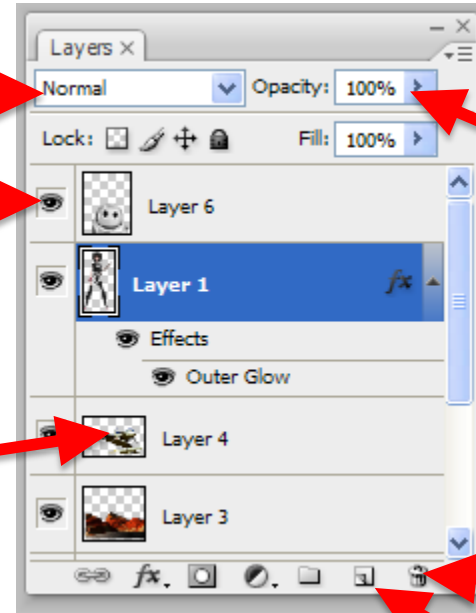 Layers ×
Normal Opacity: 100%
Lock: Fill: 100%
Layer 6
Layer 1 fx
Effects
Outer Glow
Layer 4
Layer 3
fx.